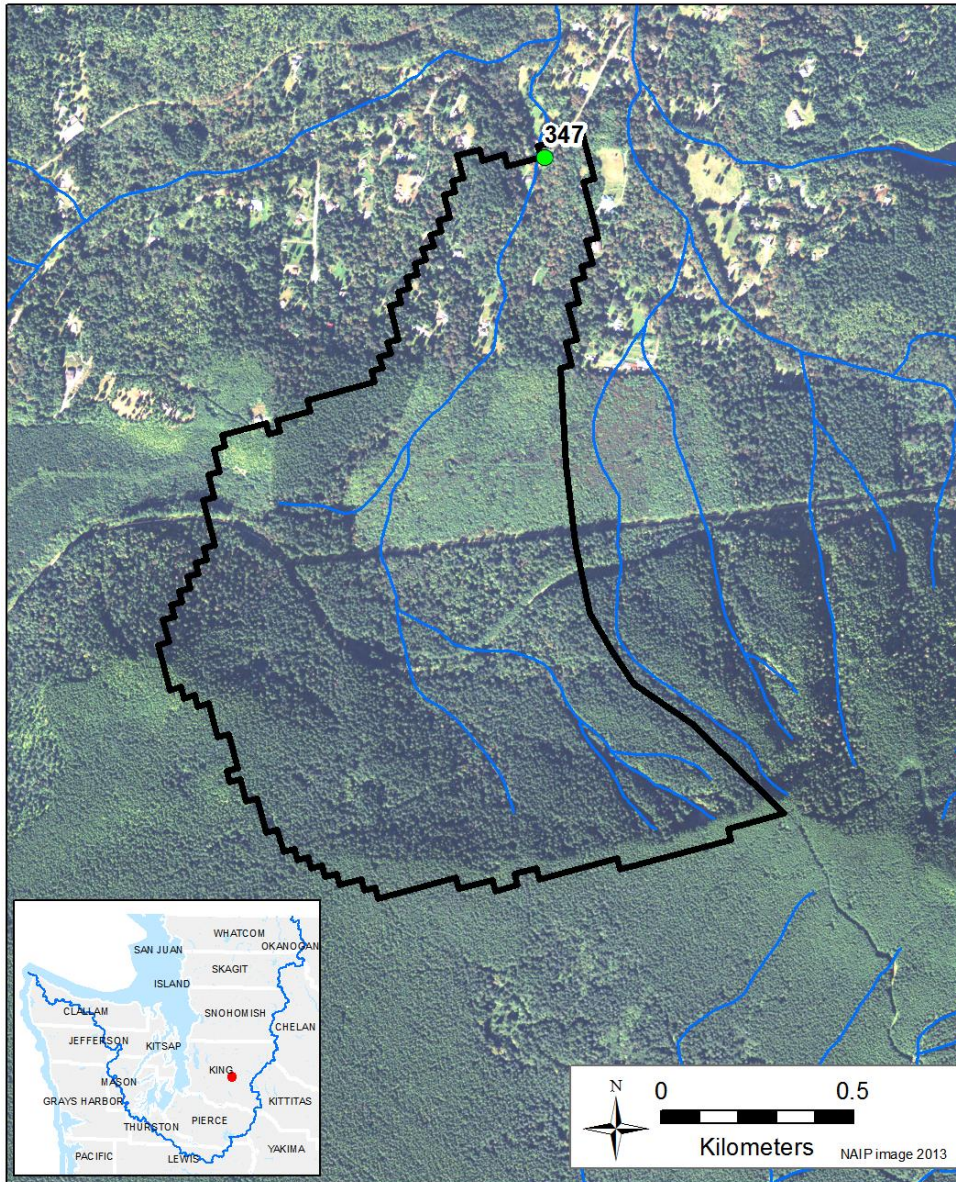 347
WHATCOM
OKANOGAN
SAN JUAN
SKAGIT
ISLAND
SNOHOMISH
CLALLAM
CHELAN
JEFFERSON
KITSAP
KING
MASON
GRAYS HARBOR
KITTITAS
PIERCE
THURSTON
YAKIMA
PACIFIC
LEWIS
N
0 0.5
Kilometers
NAIP image 2013